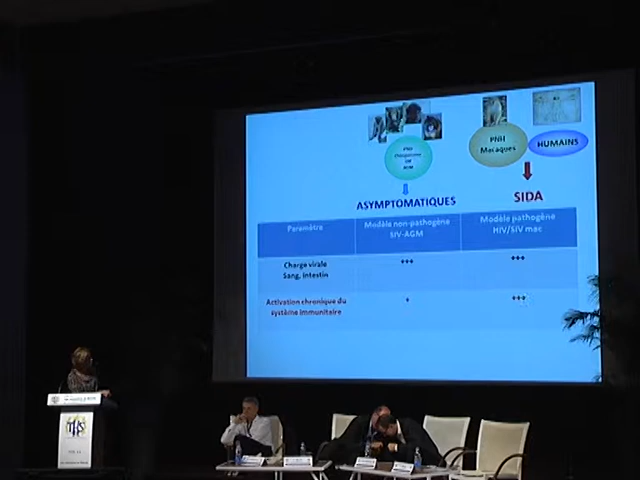 PNH
Macaques
HUMAINS
ASYMPTOMATIQUES
SIDA
Paramètre
Modèle non-pathogène
SIV-AGM
Modèle pathogène
HIV/SIV mac
Charge virale
Sang, intestin
+++
+++
Activation chronique du
système immunitaire
+
+++